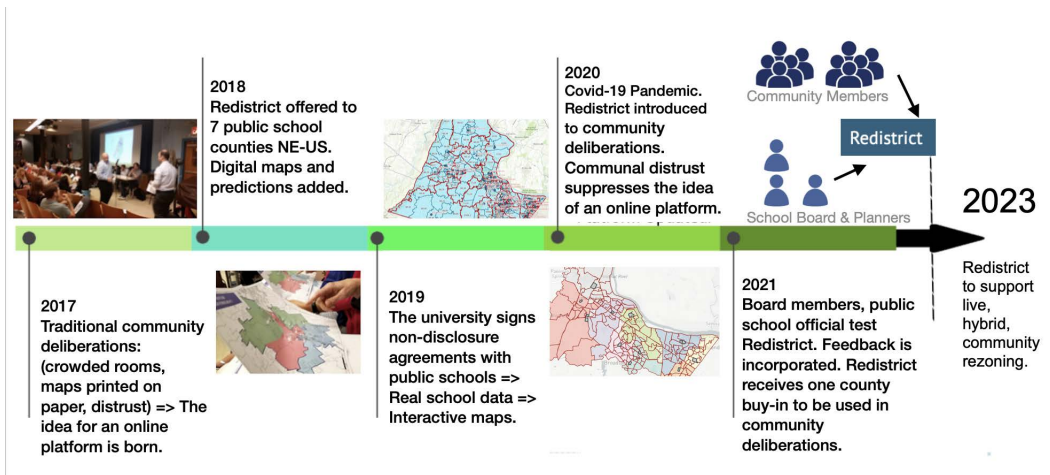 2017
Traditional community
deliberations:
(crowded rooms,
maps printed on
paper, distrust) => The
idea for an online
platform is born.
2018
Redistrict offered to
7 public school
counties NE-US.
Digital maps and
predictions added.
2019
The university signs
non-disclosure
agreements with
public schools =>
Real school data =>
Interactive maps.
2020
Covid-19 Pandemic.
Redistrict introduced
to community
deliberations.
Communal distrust
suppresses the idea
of an online platform.
2021
Board members, public
school official test
Redistrict. Feedback is
incorporated. Redistrict
receives one county
buy-in to be used in
community
deliberations.
Community Members
Redistrict
School Board & Planners
2023
Redistrict
to support
live,
hybrid,
community
rezoning.